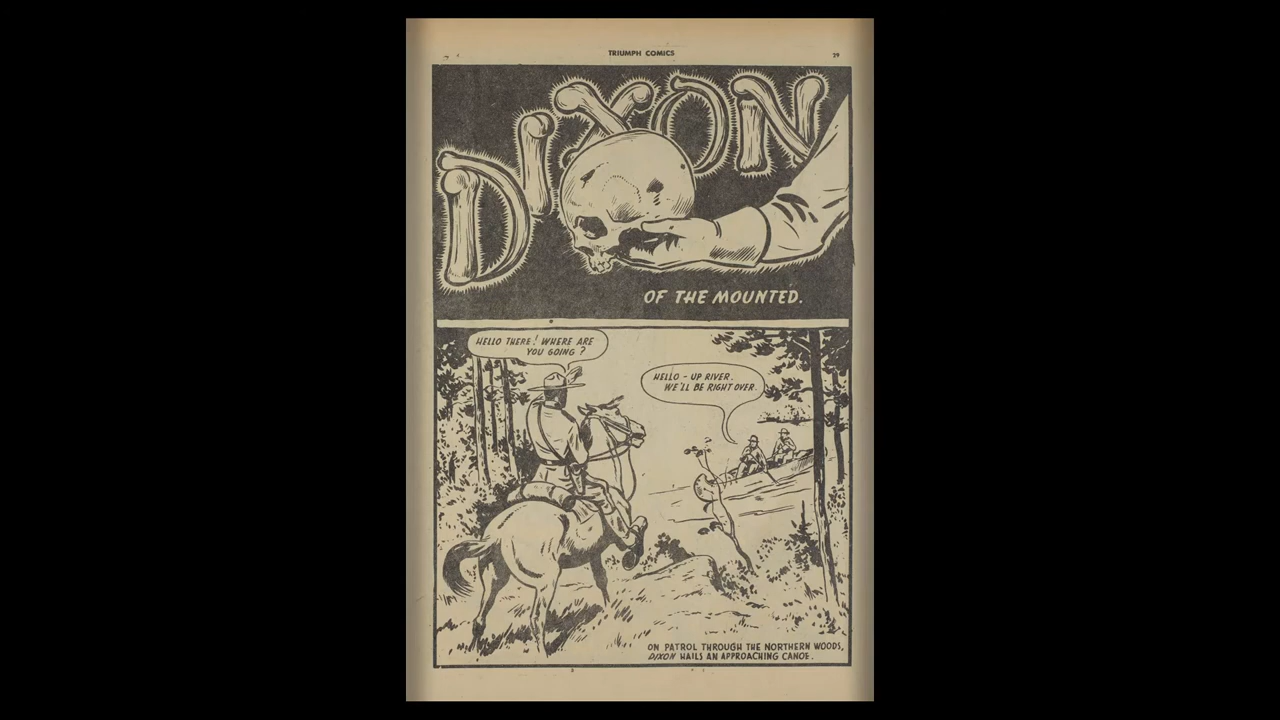 TRIUMPH COMICS
29
DIXON
OF THE MOUNTED.
HELLO THERE! WHERE ARE
YOU GOING?
HELLO - UP RIVER.
WE'LL BE RIGHT OVER.
ON PATROL THROUGH THE NORTHERN WOODS,
DIXON HAILS AN APPROACHING CANOE.